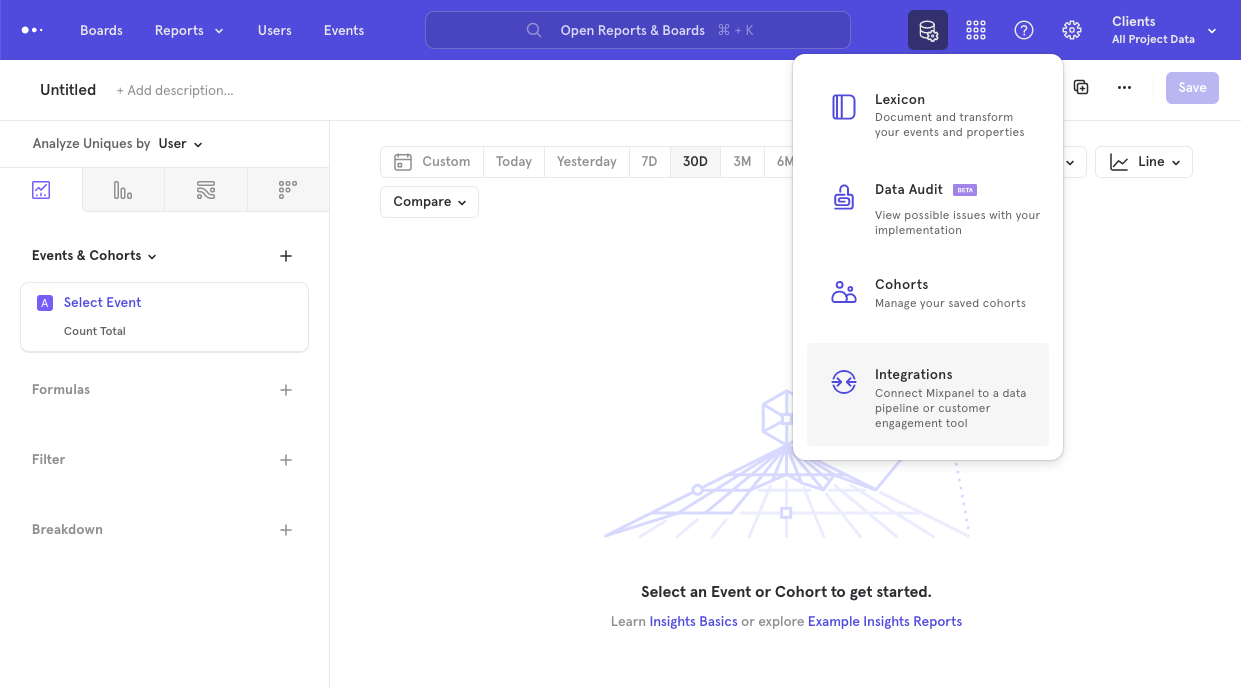 Boards
Reports
Users
Events
Open Reports & Boards ⌘ + K
Clients
All Project Data
Untitled
+ Add description...
Save
Analyze Uniques by User
Custom
Today
Yesterday
7D
30D
3M
6M
Line
Compare
Events & Cohorts
A
Select Event
Count Total
Formulas
Filter
Breakdown
Lexicon
Document and transform
your events and properties
Data Audit BETA
View possible issues with your
implementation
Cohorts
Manage your saved cohorts
Integrations
Connect Mixpanel to a data
pipeline or customer
engagement tool
Select an Event or Cohort to get started.
Learn Insights Basics or explore Example Insights Reports